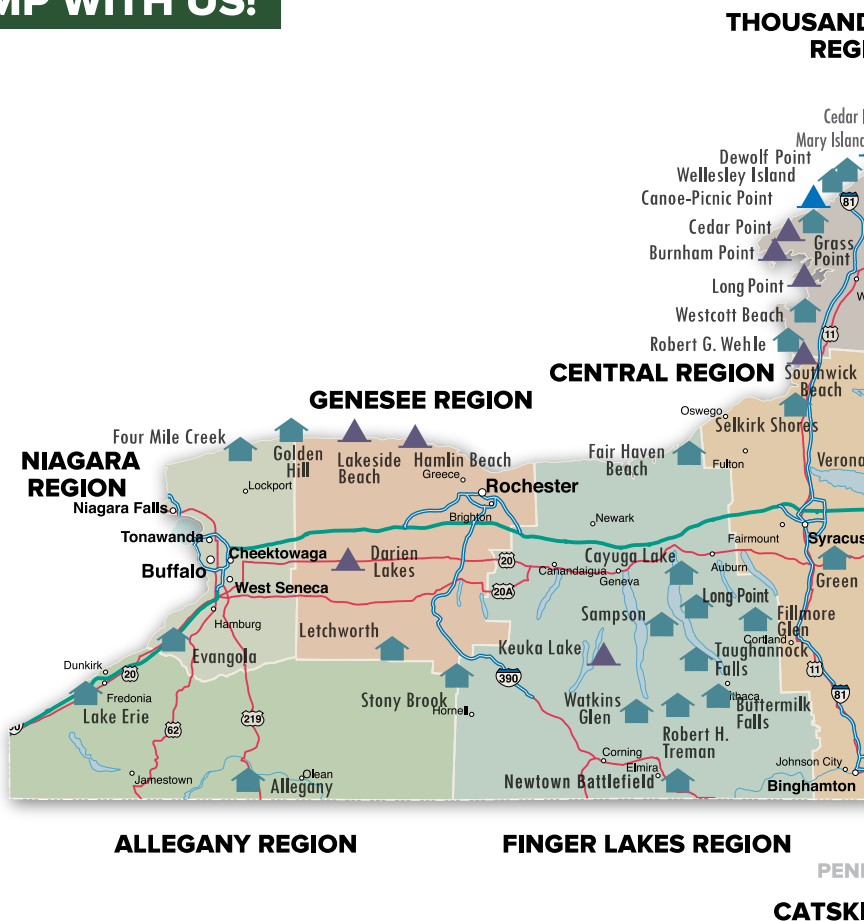 MP WITH US!
THOUSAND
REGI
Cedar
Mary Island
Dewolf Point
Wellesley Island
Canoe-Picnic Point
81
Cedar Point
Grass
Point
Burnham Point
Long Point
Westcott Beach
11
Robert G. Wehle
CENTRAL REGION
Southwick
Beach
GENESEE REGION
Oswego
Selkirk Shores
Four Mile Creek
Golden
Hill
Lakeside
Beach
Hamlin Beach
Greece
Fair Haven
Beach
Fulton
Verona
NIAGARA
REGION
Lockport
Rochester
Niagara Falls
Brighton
Newark
Tonawanda
Fairmount
Syracus
Cheektowaga
Darien
Lakes
20
Cayuga Lake
Buffalo
Canandaigua
Geneva
Auburn
Green
West Seneca
20A
Long Point
Hamburg
Sampson
Fillmore
Glen
Letchworth
Cortland
Keuka Lake
Taughannock
Falls
Evangola
Dunkirk
20
390
11
Fredonia
Lake Erie
Stony Brook
Hornell
Watkins
Glen
Ithaca
Buttermilk
Falls
81
62
219
Robert H.
Treman
Corning
Elmira
Johnson City
Jamestown
Olean
Allegany
Newtown Battlefield
Binghamton
ALLEGANY REGION
FINGER LAKES REGION
PEN
CATSK